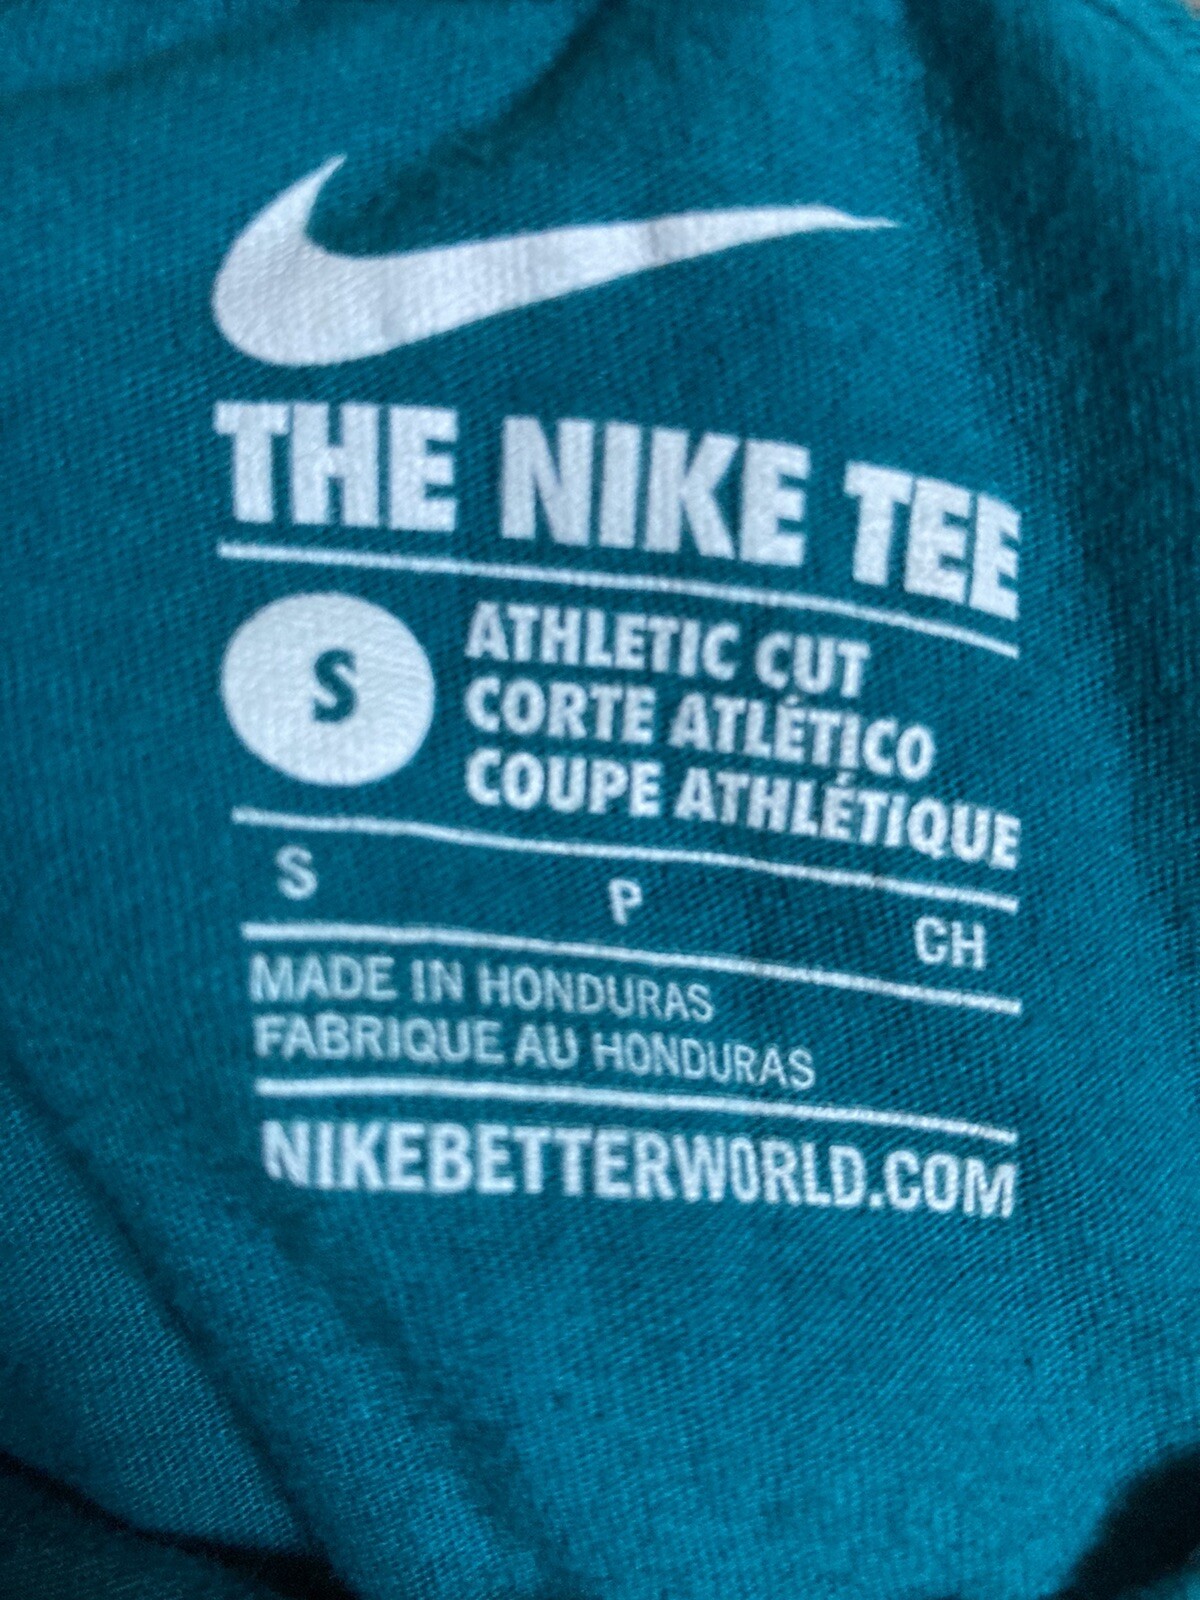 THE NIKE TEE
S
ATHLETIC CUT
CORTE ATLÉTICO
COUPE ATHLÉTIQUE
S P CH
MADE IN HONDURAS
FABRIQUE AU HONDURAS
NIKEBETTERWORLD.COM